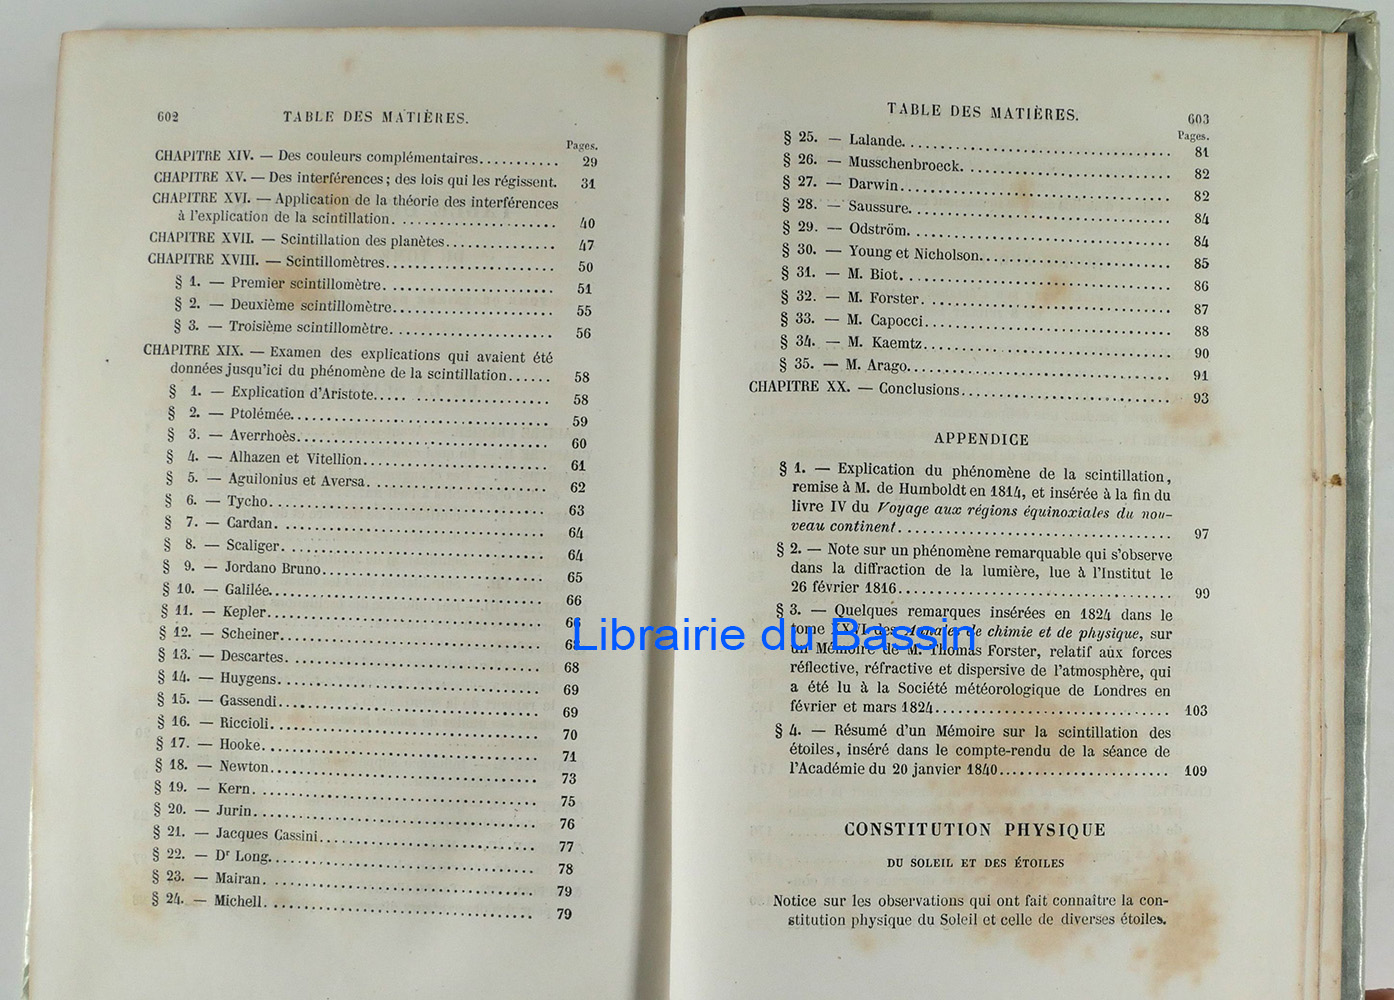 602 TABLE DES MATIÈRES.
Pages.
CHAPITRE XIV. — Des couleurs complémentaires........... 29
CHAPITRE XV. — Des interférences; des lois qui les régissent. 31
CHAPITRE XVI. — Application de la théorie des interférences
à l'explication de la scintillation. .................... 40
CHAPITRE XVII. — Scintillation des planètes............... 47
CHAPITRE XVIII. — Scintillomètres....................... 50
§ 1. — Premier scintillomètre....................... 51
§ 2. — Deuxième scintillomètre...................... 55
§ 3. — Troisième scintillomètre...................... 56
CHAPITRE XIX. — Examen des explications qui avaient été
données jusqu'ici du phénomène de la scintillation...... 58
§ 1. — Explication d'Aristote..... ................. 58
§ 2. — Ptolémée.................................. 59
§ 3. — Averrhoès................................. 60
§ 4. — Alhazen et Vitellion......................... 61
§ 5. — Aguilonius et Aversa........................ 62
§ 6. — Tycho..................................... 63
§ 7. — Cardan.................................... 64
§ 8. — Scaliger................................... 64
§ 9. — Jordano Bruno.............................. 65
§ 10. — Galilée.................................... 66
§ 11. — Kepler.................................... 66
§ 12. — Scheiner................................... 68
§ 13. — Descartes.................................. 68
§ 14. — Huygens................................... 69
§ 15. — Gassendi................................... 69
§ 16. — Riccioli.................................... 70
§ 17. — Hooke..................................... 71
§ 18. — Newton.................................... 73
§ 19. — Kern...................................... 75
§ 20. — Jurin...................................... 76
§ 21. — Jacques Cassini............................. 77
§ 22. — Dr Long................................... 78
§ 23. — Mairan.................................... 79
§ 24. — Michell.................................... 79
TABLE DES MATIÈRES. 603
Pages.
§ 25. — Lalande.................................... 81
§ 26. — Musschenbroeck............................ 82
§ 27. — Darwin.................................... 82
§ 28. — Saussure................................... 84
§ 29. — Odström................................... 84
§ 30. — Young et Nicholson......................... 85
§ 31. — M. Biot.................................... 86
§ 32. — M. Forster................................. 87
§ 33. — M. Capocci................................ 88
§ 34. — M. Kaemtz................................. 90
§ 35. — M. Arago.................................. 91
CHAPITRE XX. — Conclusions............................ 93
APPENDICE
§ 1. — Explication du phénomène de la scintillation,
remise à M. de Humboldt en 1814, et insérée à la fin du
livre IV du Voyage aux régions équinoxiales du nou-
veau continent................................... 97
§ 2. — Note sur un phénomène remarquable qui s'observe
dans la diffraction de la lumière, lue à l'Institut le
26 février 1816................................... 99
§ 3. — Quelques remarques insérées en 1824 dans le
tome XXVI des Annales de chimie et de physique, sur
un Mémoire de M. Thomas Forster, relatif aux forces
réflective, réfractive et dispersive de l'atmosphère, qui
a été lu à la Société météorologique de Londres en
février et mars 1824.............................. 103
§ 4. — Résumé d'un Mémoire sur la scintillation des
étoiles, inséré dans le compte-rendu de la séance de
l'Académie du 20 janvier 1840...................... 109
CONSTITUTION PHYSIQUE
DU SOLEIL ET DES ÉTOILES
Notice sur les observations qui ont fait connaître la con-
stitution physique du Soleil et celle de diverses étoiles.
Librairie du Bassin